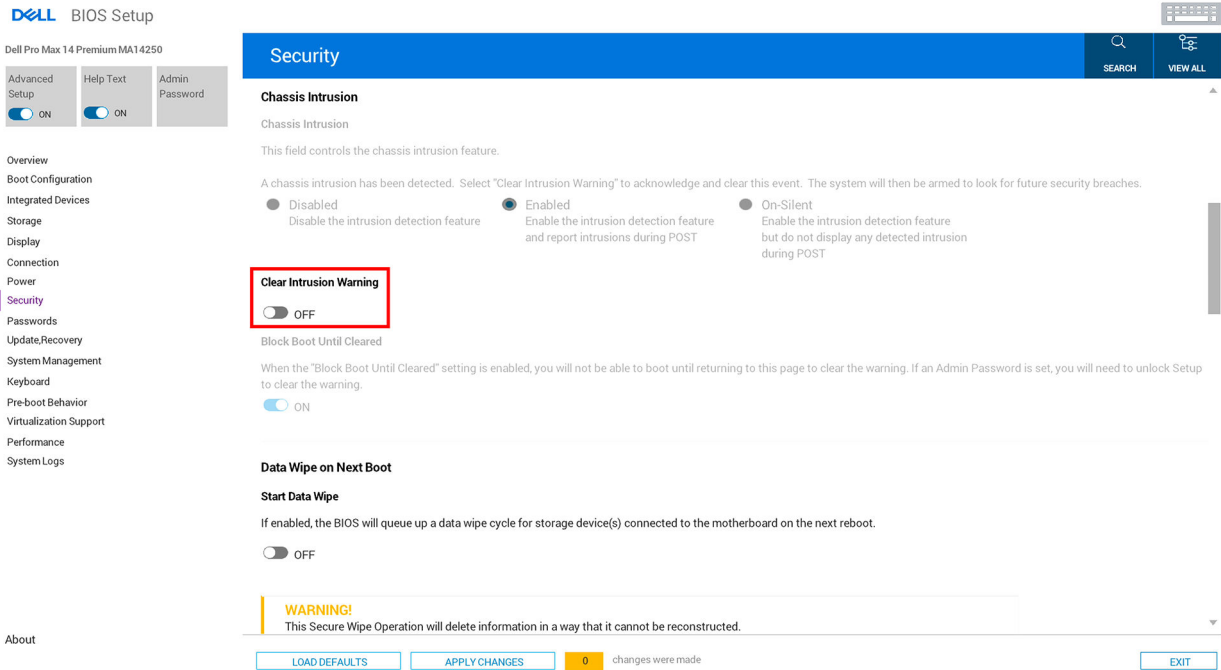 DELL BIOS Setup
Dell Pro Max 14 Premium MA14250
Advanced Setup
ON
Help Text
ON
Admin Password
Overview
Boot Configuration
Integrated Devices
Storage
Display
Connection
Power
Security
Passwords
Update,Recovery
System Management
Keyboard
Pre-boot Behavior
Virtualization Support
Performance
System Logs
About
Security
SEARCH
VIEW ALL
Chassis Intrusion
Chassis Intrusion
This field controls the chassis intrusion feature.
A chassis intrusion has been detected.  Select "Clear Intrusion Warning" to acknowledge and clear this event.  The system will then be armed to look for future security breaches.
Disabled
Disable the intrusion detection feature
Enabled
Enable the intrusion detection feature
and report intrusions during POST
On-Silent
Enable the intrusion detection feature
but do not display any detected intrusion
during POST
Clear Intrusion Warning
OFF
Block Boot Until Cleared
When the "Block Boot Until Cleared" setting is enabled, you will not be able to boot until returning to this page to clear the warning. If an Admin Password is set, you will need to unlock Setup
to clear the warning.
ON
Data Wipe on Next Boot
Start Data Wipe
If enabled, the BIOS will queue up a data wipe cycle for storage device(s) connected to the motherboard on the next reboot.
OFF
WARNING!
This Secure Wipe Operation will delete information in a way that it cannot be reconstructed.
LOAD DEFAULTS
APPLY CHANGES
0
changes were made
EXIT